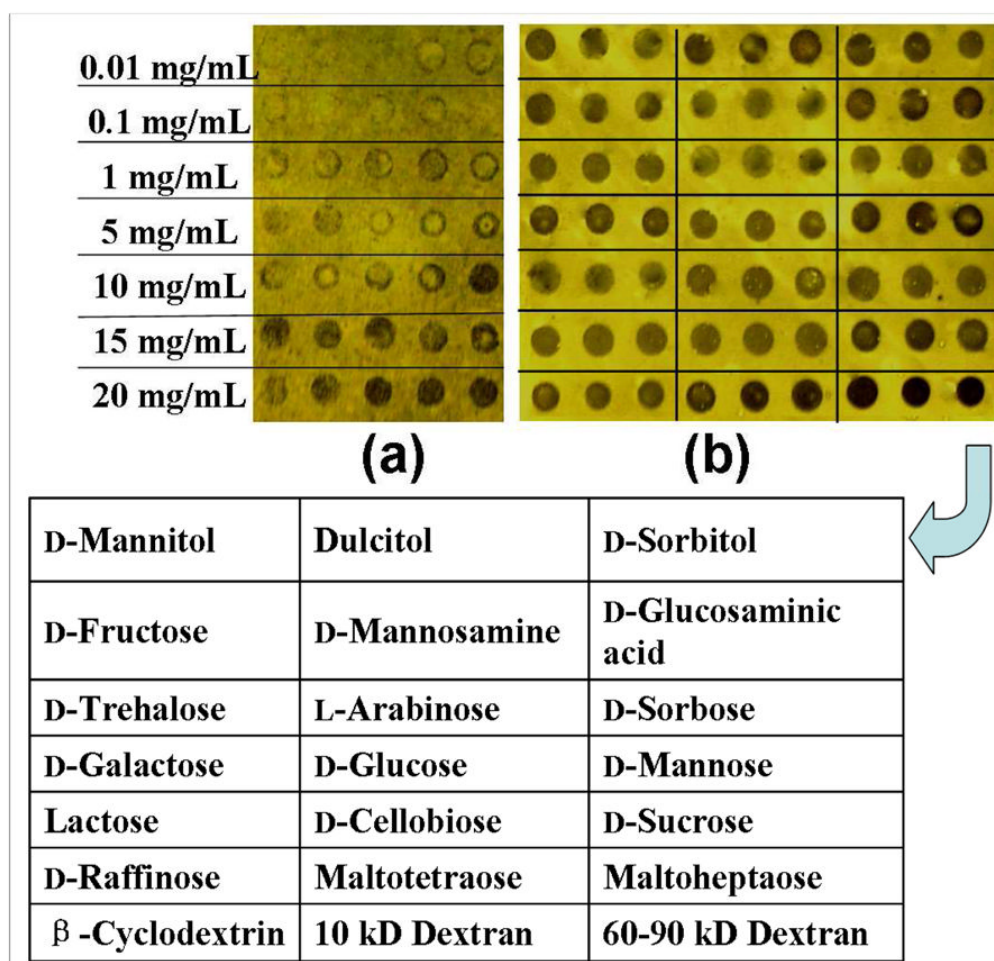 0.01 mg/mL
0.1 mg/mL
1 mg/mL
5 mg/mL
10 mg/mL
15 mg/mL
20 mg/mL
(a) (b)
D-Mannitol Dulcitol D-Sorbitol
D-Fructose D-Mannosamine D-Glucosaminic
acid
D-Trehalose L-Arabinose D-Sorbose
D-Galactose D-Glucose D-Mannose
Lactose D-Cellobiose D-Sucrose
D-Raffinose Maltotetraose Maltoheptaose
β-Cyclodextrin 10 kD Dextran 60-90 kD Dextran